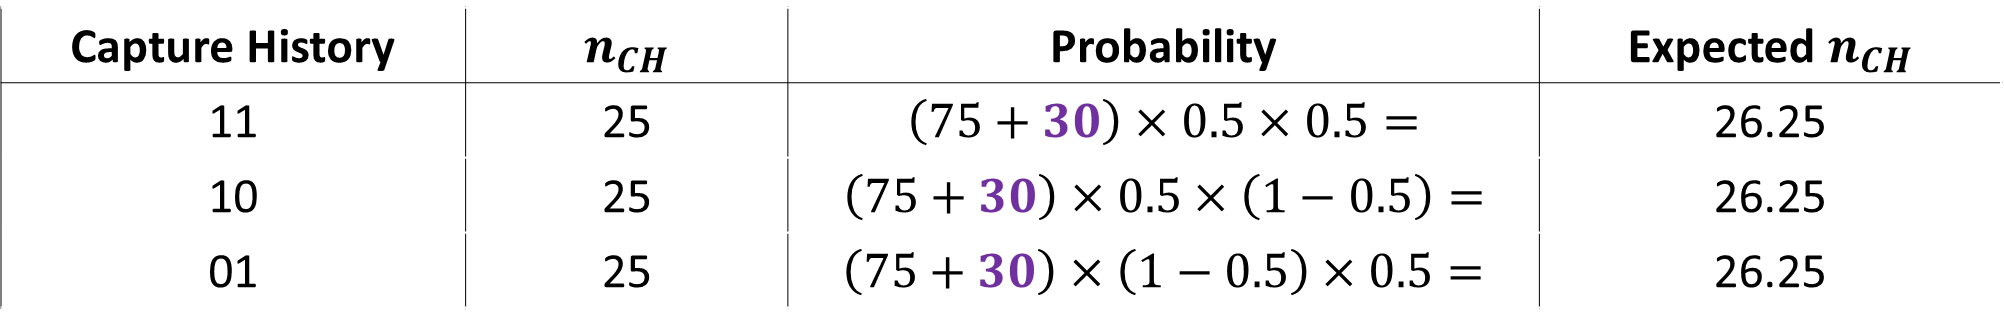 Capture History n_CH Probability Expected n_CH
11 25 (75 + 30) × 0.5 × 0.5 = 26.25
10 25 (75 + 30) × 0.5 × (1 − 0.5) = 26.25
01 25 (75 + 30) × (1 − 0.5) × 0.5 = 26.25